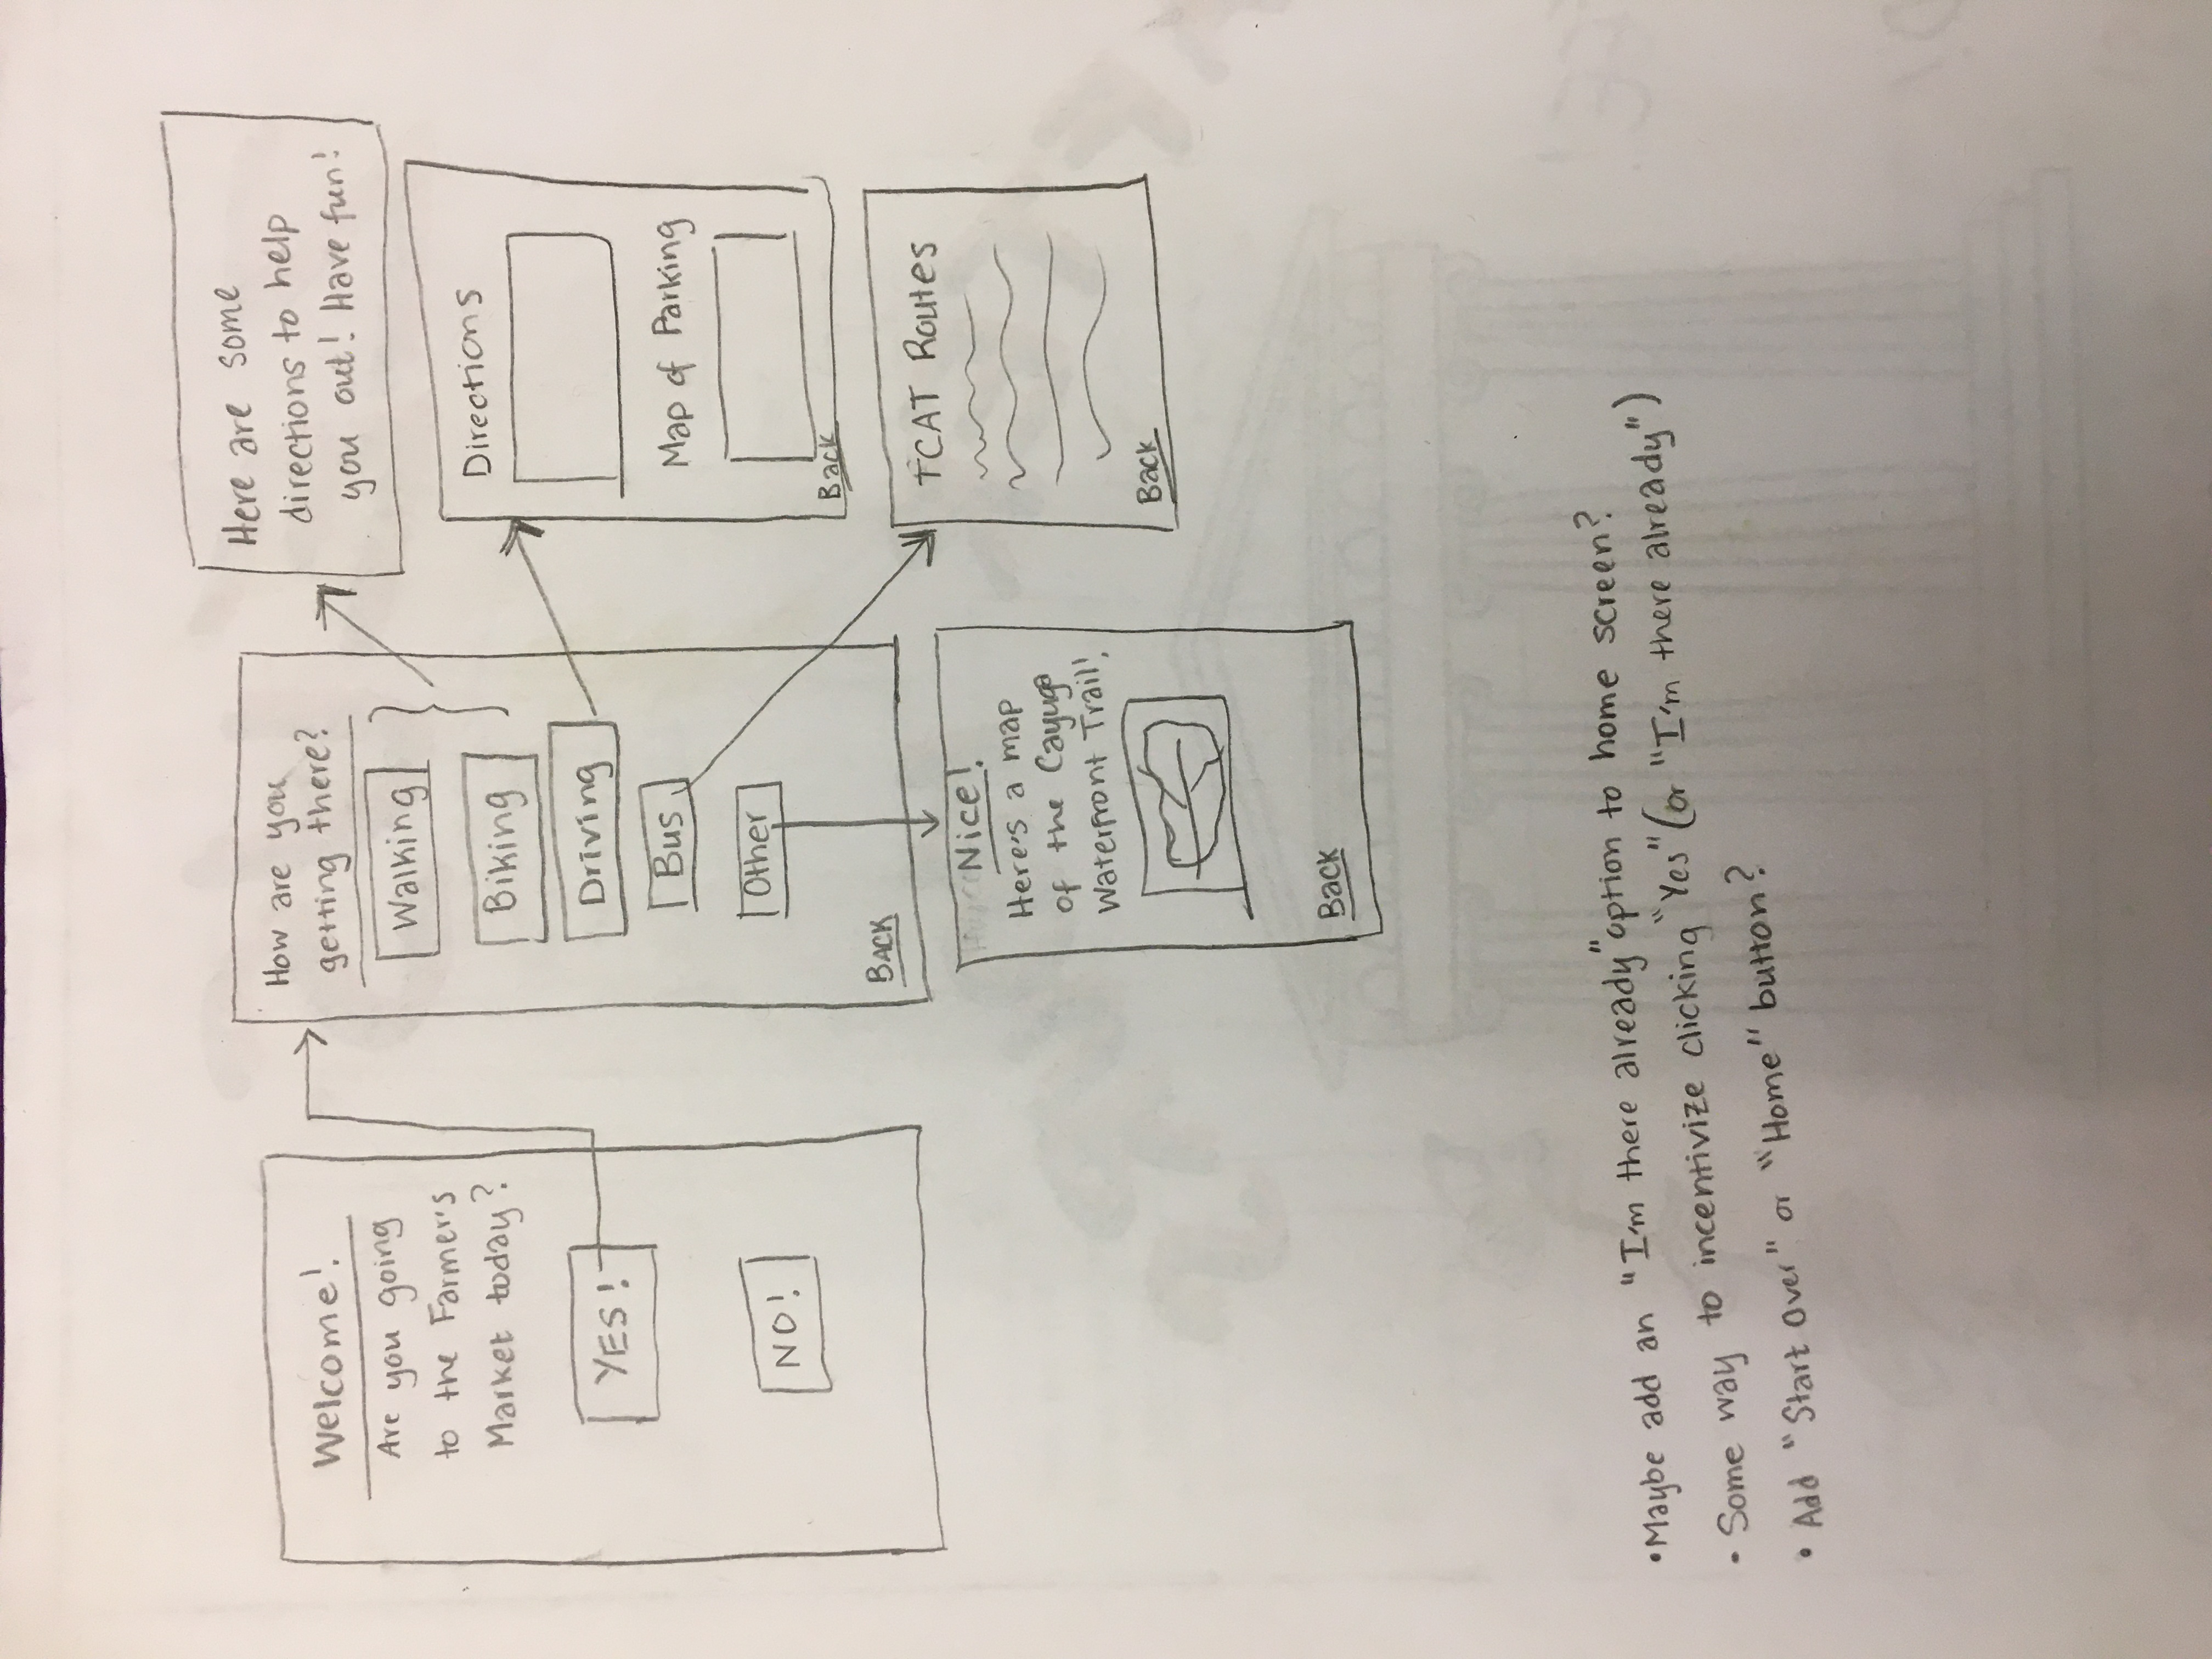 Welcome!
Are you going
to the Farmer's
Market today?
YES!
NO!
How are you
getting there?
Walking
Biking
Driving
Bus
Other
BACK
Here are some
directions to help
you out! Have fun!
Directions
Map of Parking
Back
TCAT Routes
Back
Nice!
Here's a map
of the Cayuga
Waterfront Trail!
Back
•Maybe add an "I'm there already" option to home screen?
• Some way to incentivize clicking "Yes" (or "I'm there already")
• Add "Start Over" or "Home" button?